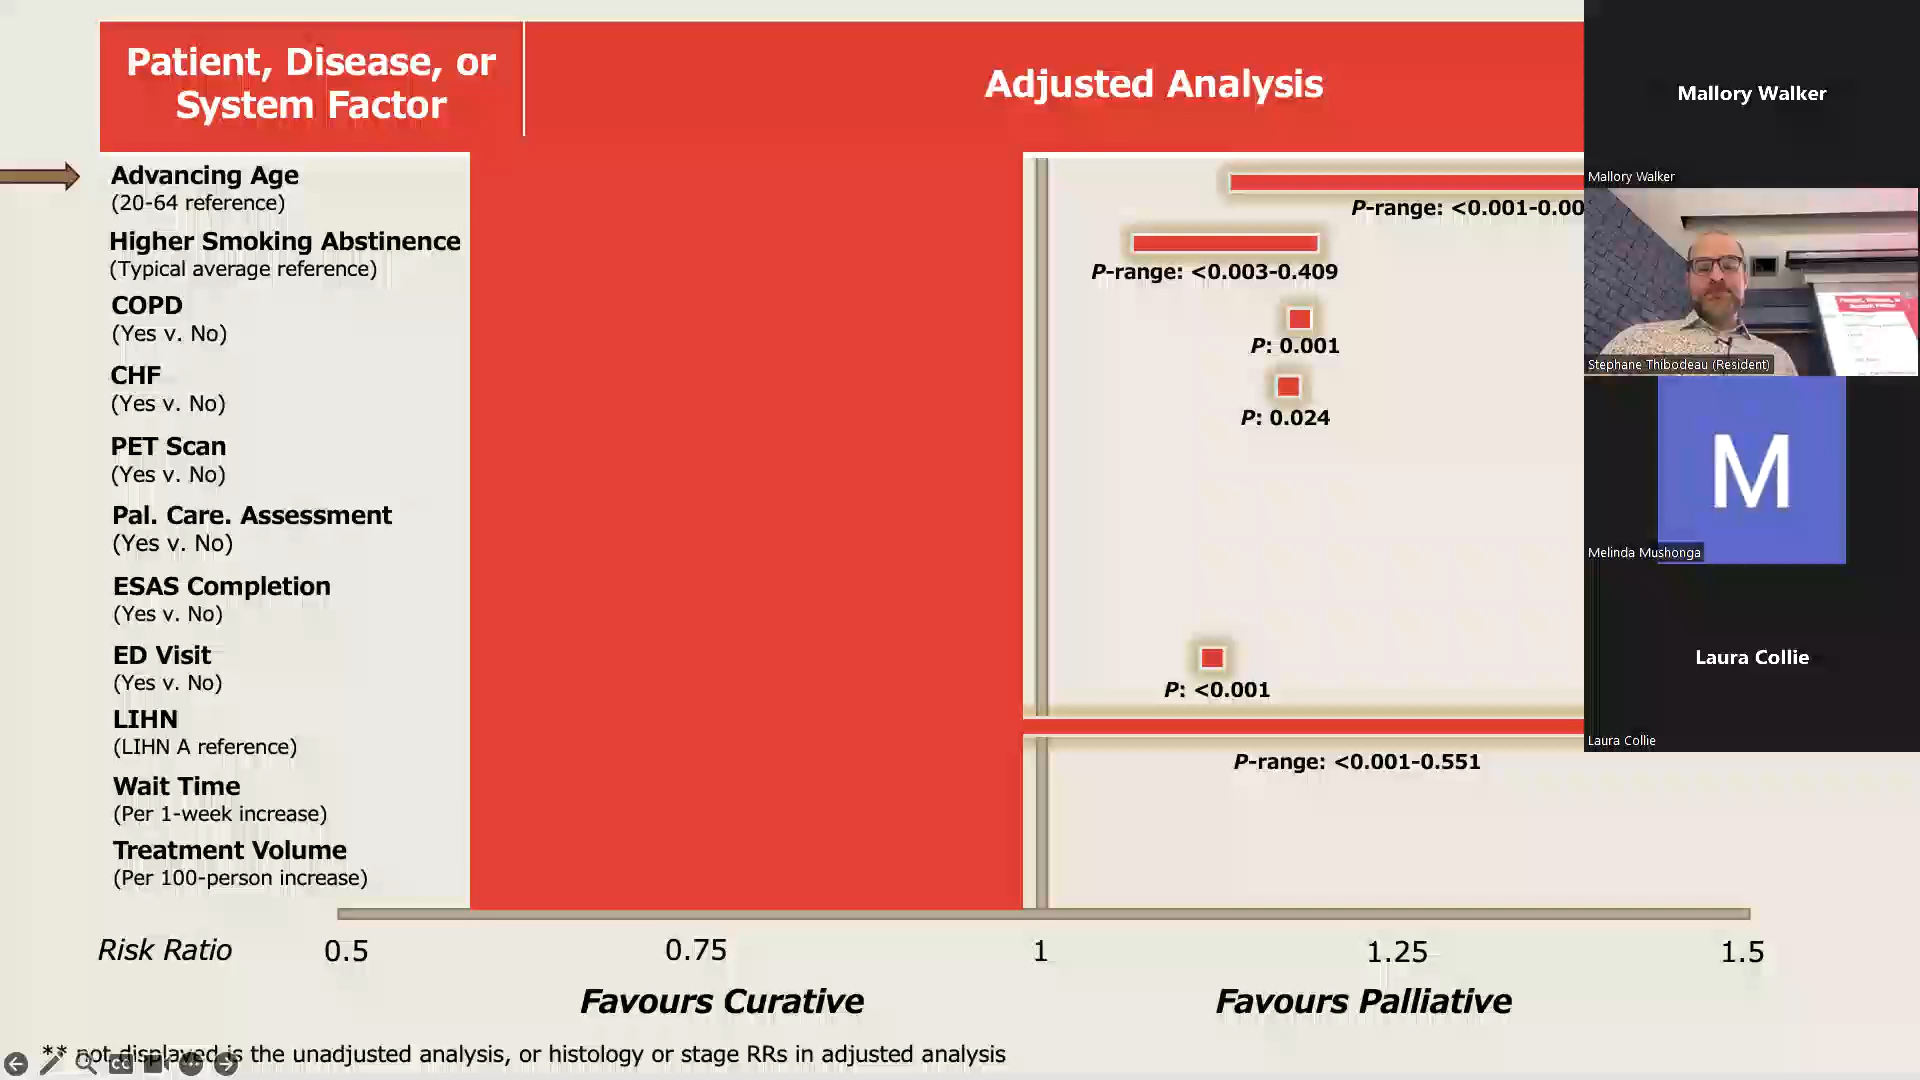 Patient, Disease, or
System Factor
Adjusted Analysis
Advancing Age
(20-64 reference)
P-range: <0.001-0.00
Higher Smoking Abstinence
(Typical average reference)
P-range: <0.003-0.409
COPD
(Yes v. No)
P: 0.001
CHF
(Yes v. No)
P: 0.024
PET Scan
(Yes v. No)
Pal. Care. Assessment
(Yes v. No)
ESAS Completion
(Yes v. No)
ED Visit
(Yes v. No)
P: <0.001
LIHN
(LIHN A reference)
P-range: <0.001-0.551
Wait Time
(Per 1-week increase)
Treatment Volume
(Per 100-person increase)
Risk Ratio 0.5 0.75 1 1.25 1.5
Favours Curative Favours Palliative
** not displayed is the unadjusted analysis, or histology or stage RRs in adjusted analysis
CC
Mallory Walker
Mallory Walker
Stephane Thibodeau (Resident)
M
Melinda Mushonga
Laura Collie
Laura Collie